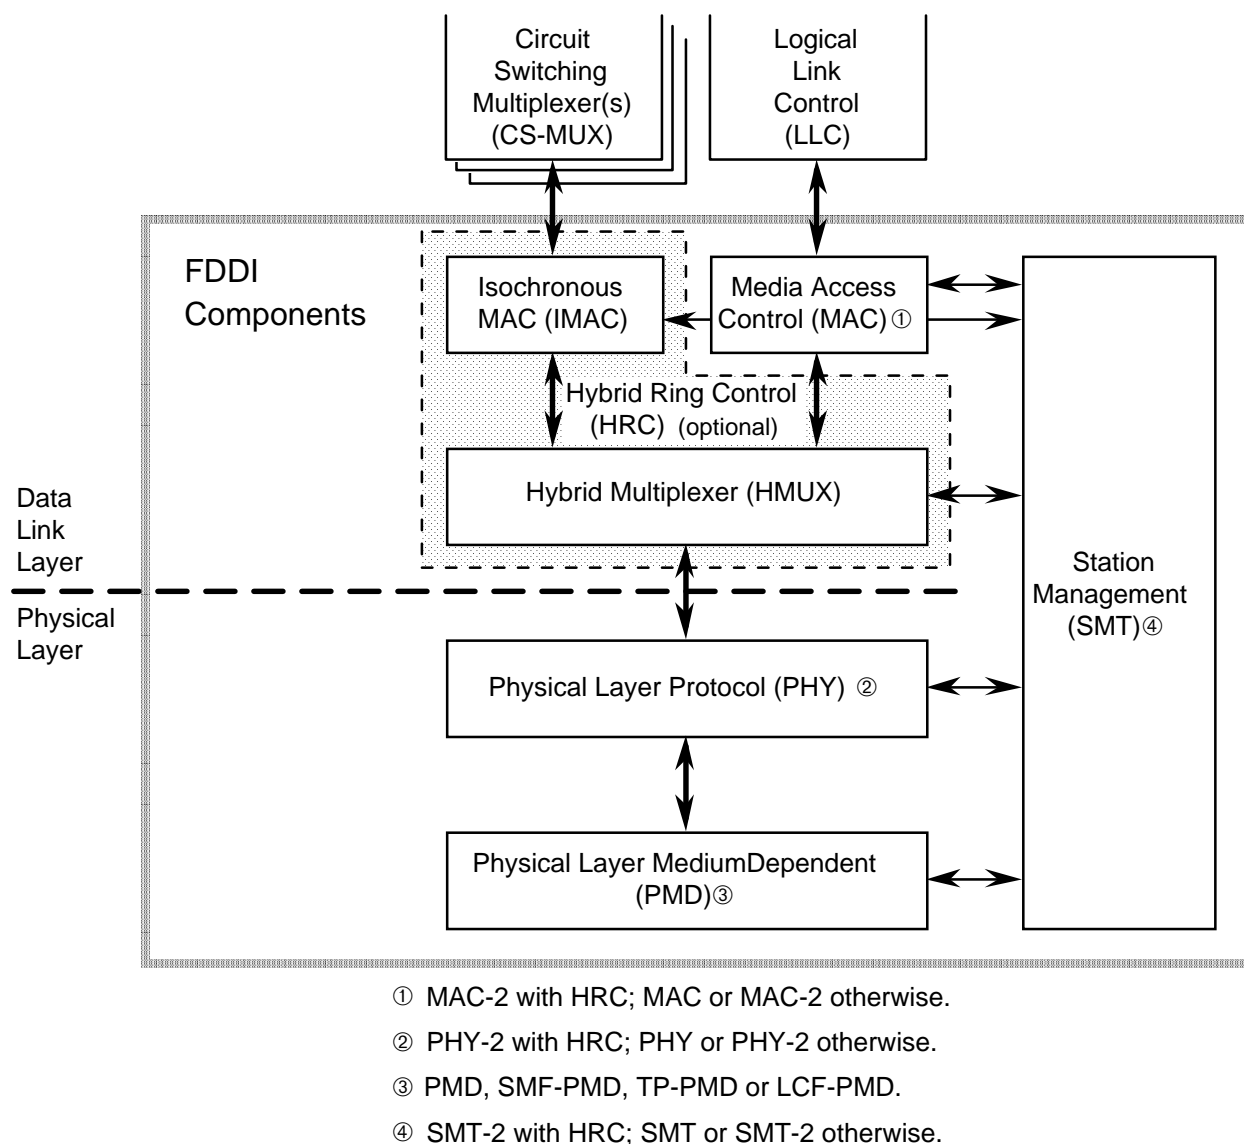 Circuit
Switching
Multiplexer(s)
(CS-MUX)
Logical
Link
Control
(LLC)
FDDI
Components
Isochronous
MAC (IMAC)
Media Access
Control (MAC) ①
Hybrid Ring Control
(HRC) (optional)
Hybrid Multiplexer (HMUX)
Data
Link
Layer
Physical
Layer
Station
Management
(SMT)④
Physical Layer Protocol (PHY) ②
Physical Layer MediumDependent
(PMD)③
① MAC-2 with HRC; MAC or MAC-2 otherwise.
② PHY-2 with HRC; PHY or PHY-2 otherwise.
③ PMD, SMF-PMD, TP-PMD or LCF-PMD.
④ SMT-2 with HRC; SMT or SMT-2 otherwise.